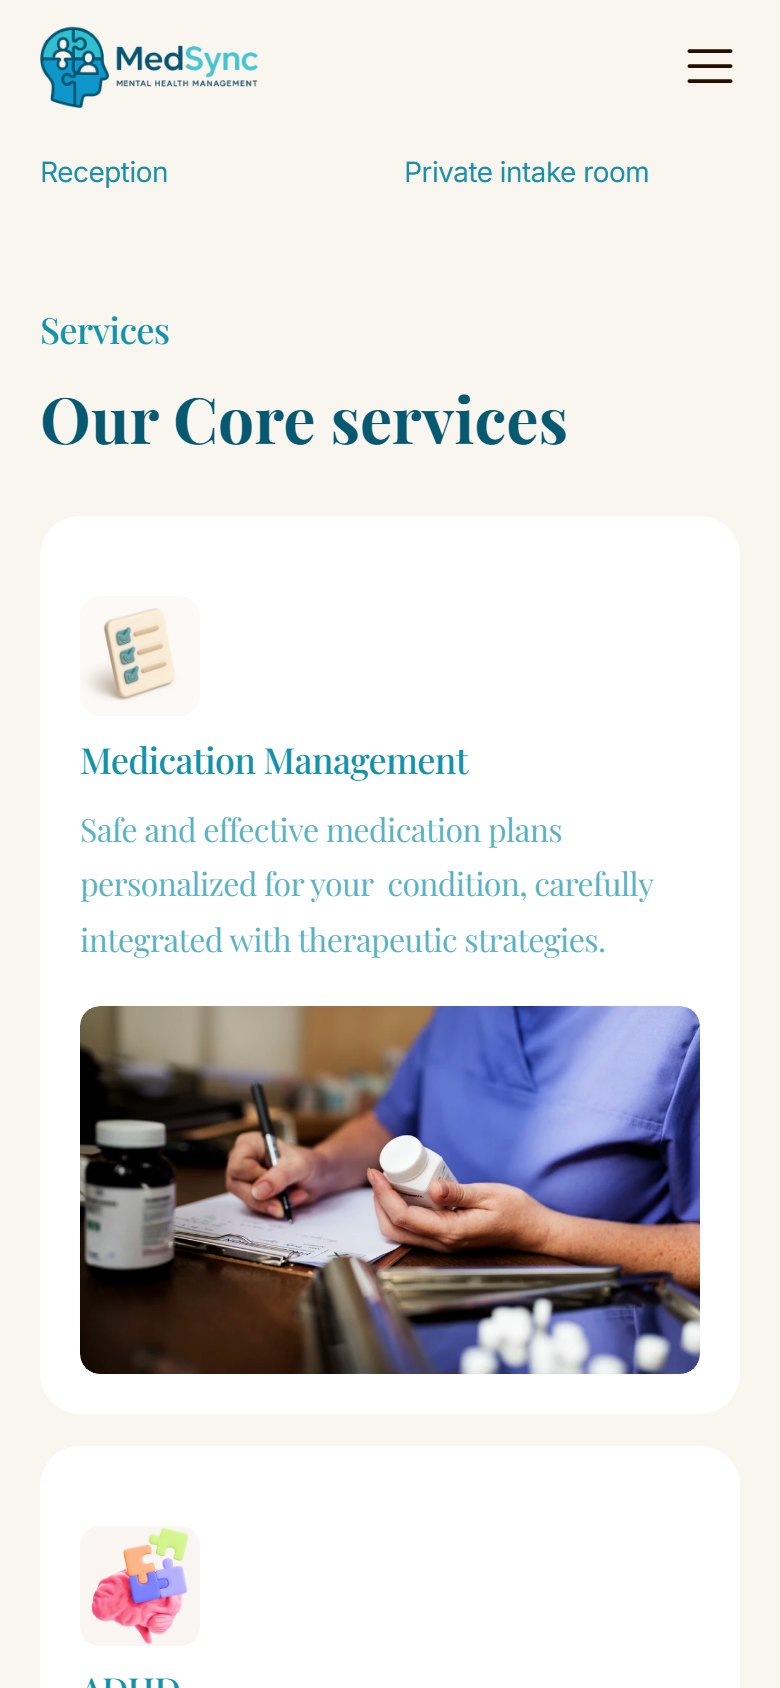 MedSync
MENTAL HEALTH MANAGEMENT
Reception
Private intake room
Services
Our Core services
Medication Management
Safe and effective medication plans
personalized for your  condition, carefully
integrated with therapeutic strategies.
ADHD